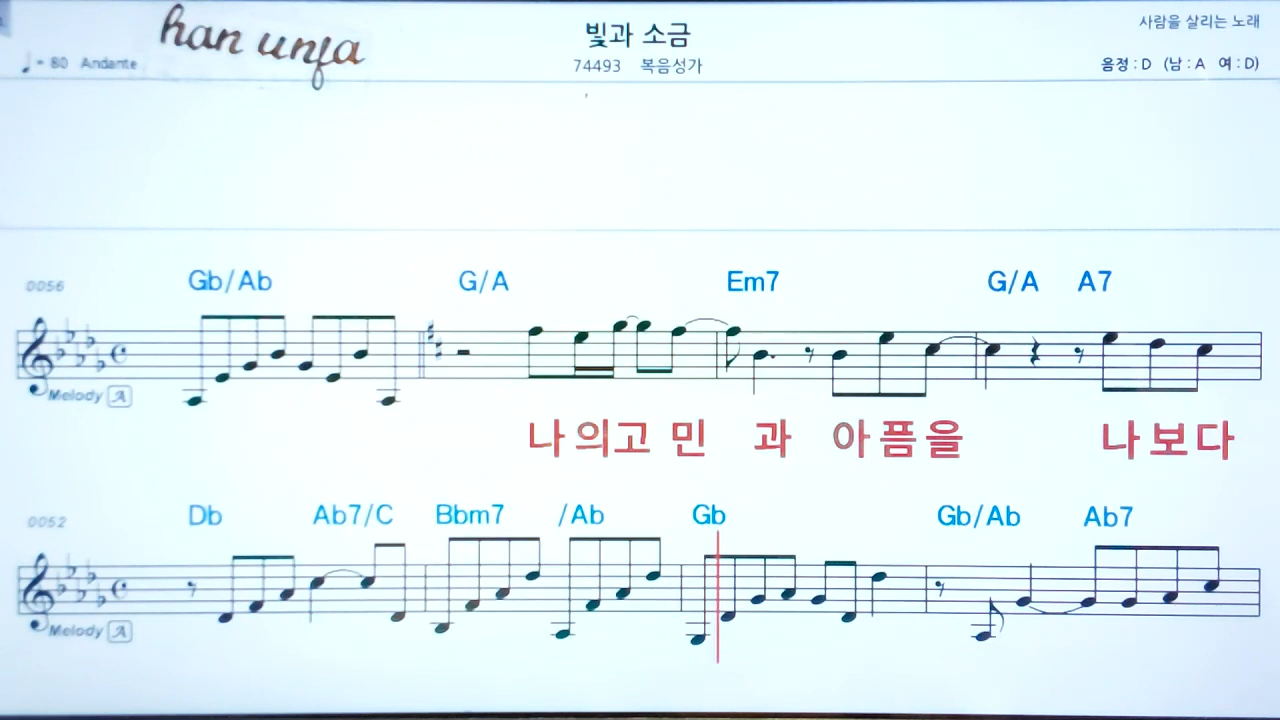 han unja
빛과 소금
사람을 살리는 노래
♩= 80 Andante
74493 복음성가
음정 : D (남 : A 여 : D)
0056 Gb/Ab G/A Em7 G/A A7
Melody A
나 의 고 민 과 아 픔 을 나 보 다
0052 Db Ab7/C Bbm7 /Ab Gb Gb/Ab Ab7
Melody A